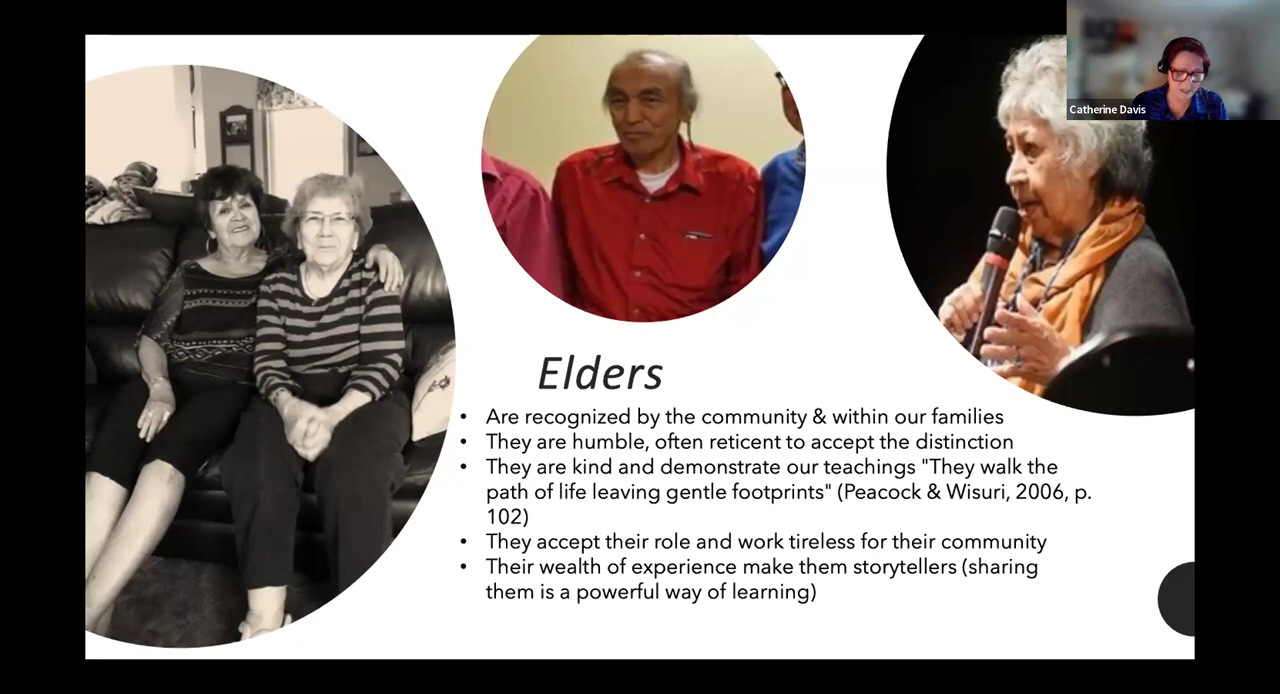 Catherine Davis
Elders
• Are recognized by the community & within our families
• They are humble, often reticent to accept the distinction
• They are kind and demonstrate our teachings "They walk the
path of life leaving gentle footprints" (Peacock & Wisuri, 2006, p.
102)
• They accept their role and work tireless for their community
• Their wealth of experience make them storytellers (sharing
them is a powerful way of learning)